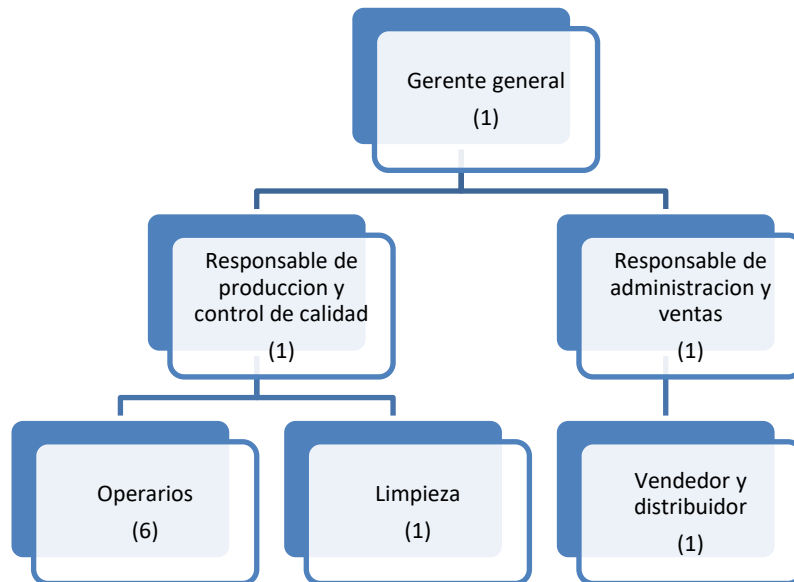 Gerente general
(1)
Responsable de
produccion y
control de calidad
(1)
Responsable de
administracion y
ventas
(1)
Operarios
(6)
Limpieza
(1)
Vendedor y
distribuidor
(1)